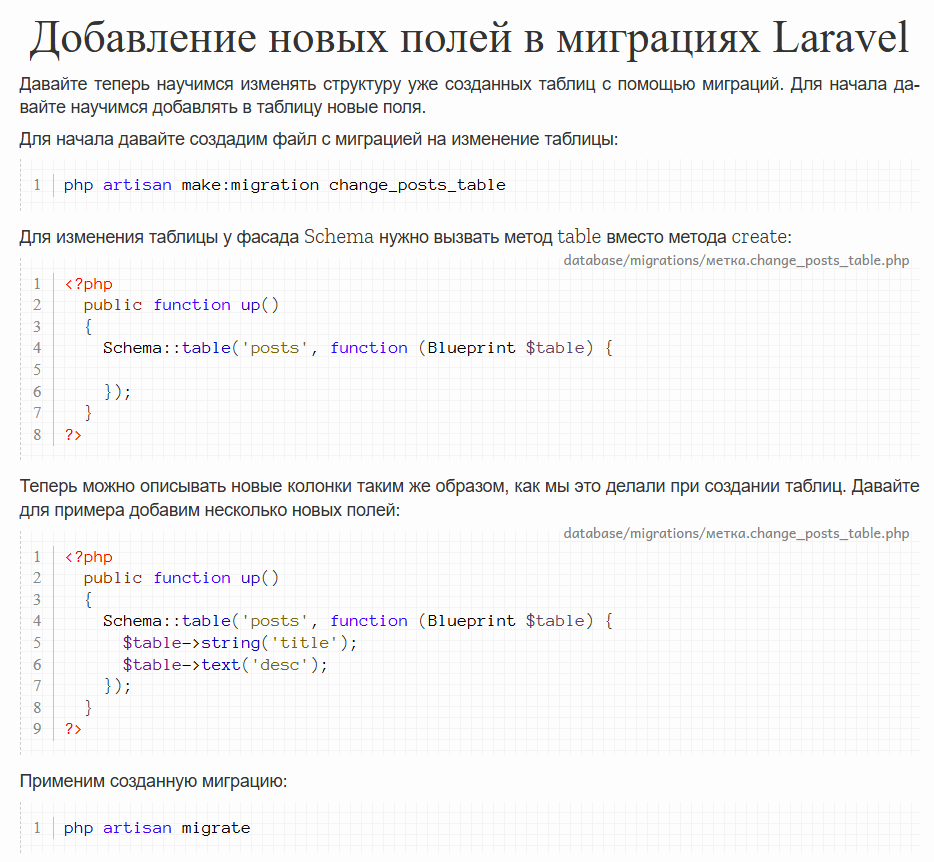 Добавление новых полей в миграциях Laravel
Давайте теперь научимся изменять структуру уже созданных таблиц с помощью миграций. Для начала да-
вайте научимся добавлять в таблицу новые поля.
Для начала давайте создадим файл с миграцией на изменение таблицы:
1 php artisan make:migration change_posts_table
Для изменения таблицы у фасада Schema нужно вызвать метод table вместо метода create:
database/migrations/метка.change_posts_table.php
1 <?php
2   public function up()
3   {
4     Schema::table('posts', function (Blueprint $table) {
5
6     });
7   }
8 ?>
Теперь можно описывать новые колонки таким же образом, как мы это делали при создании таблиц. Давайте
для примера добавим несколько новых полей:
database/migrations/метка.change_posts_table.php
1 <?php
2   public function up()
3   {
4     Schema::table('posts', function (Blueprint $table) {
5       $table->string('title');
6       $table->text('desc');
7     });
8   }
9 ?>
Применим созданную миграцию:
1 php artisan migrate